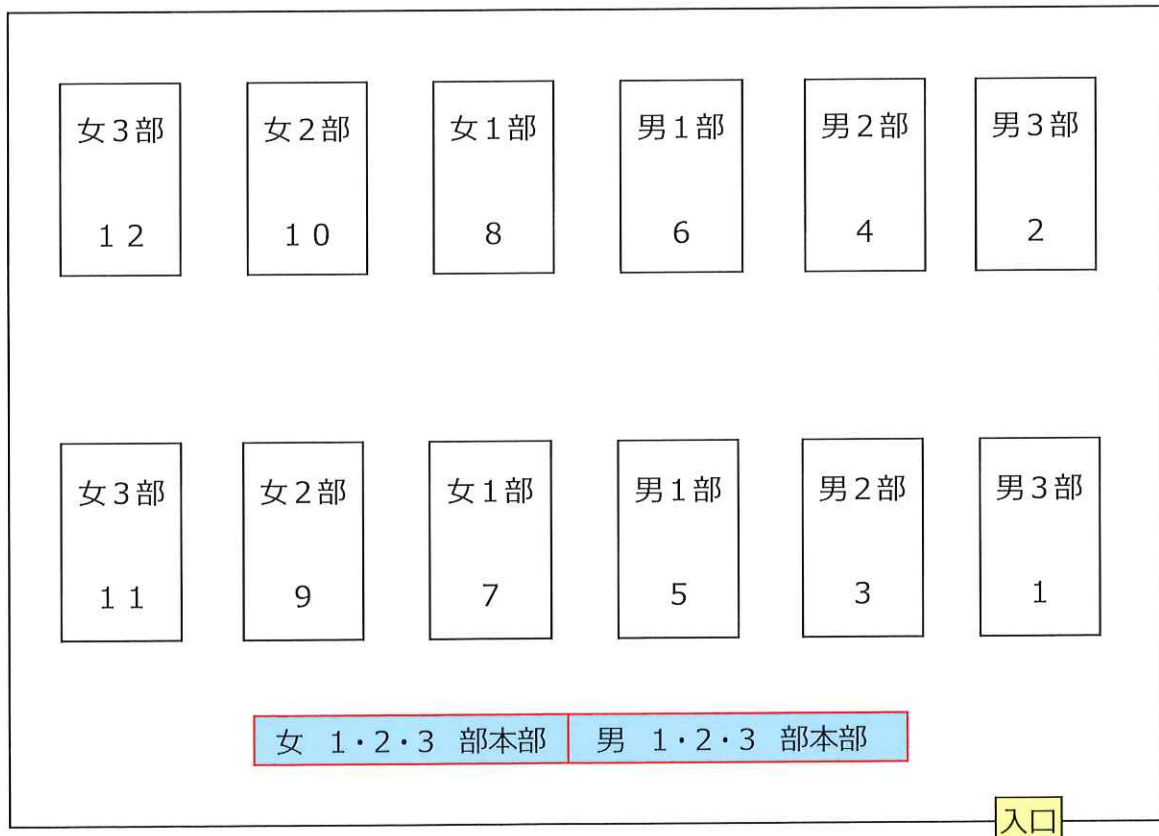 女3部 女2部 女1部 男1部 男2部 男3部
12 10 8 6 4 2
女3部 女2部 女1部 男1部 男2部 男3部
11 9 7 5 3 1
女 1・2・3 部本部 男 1・2・3 部本部
入口